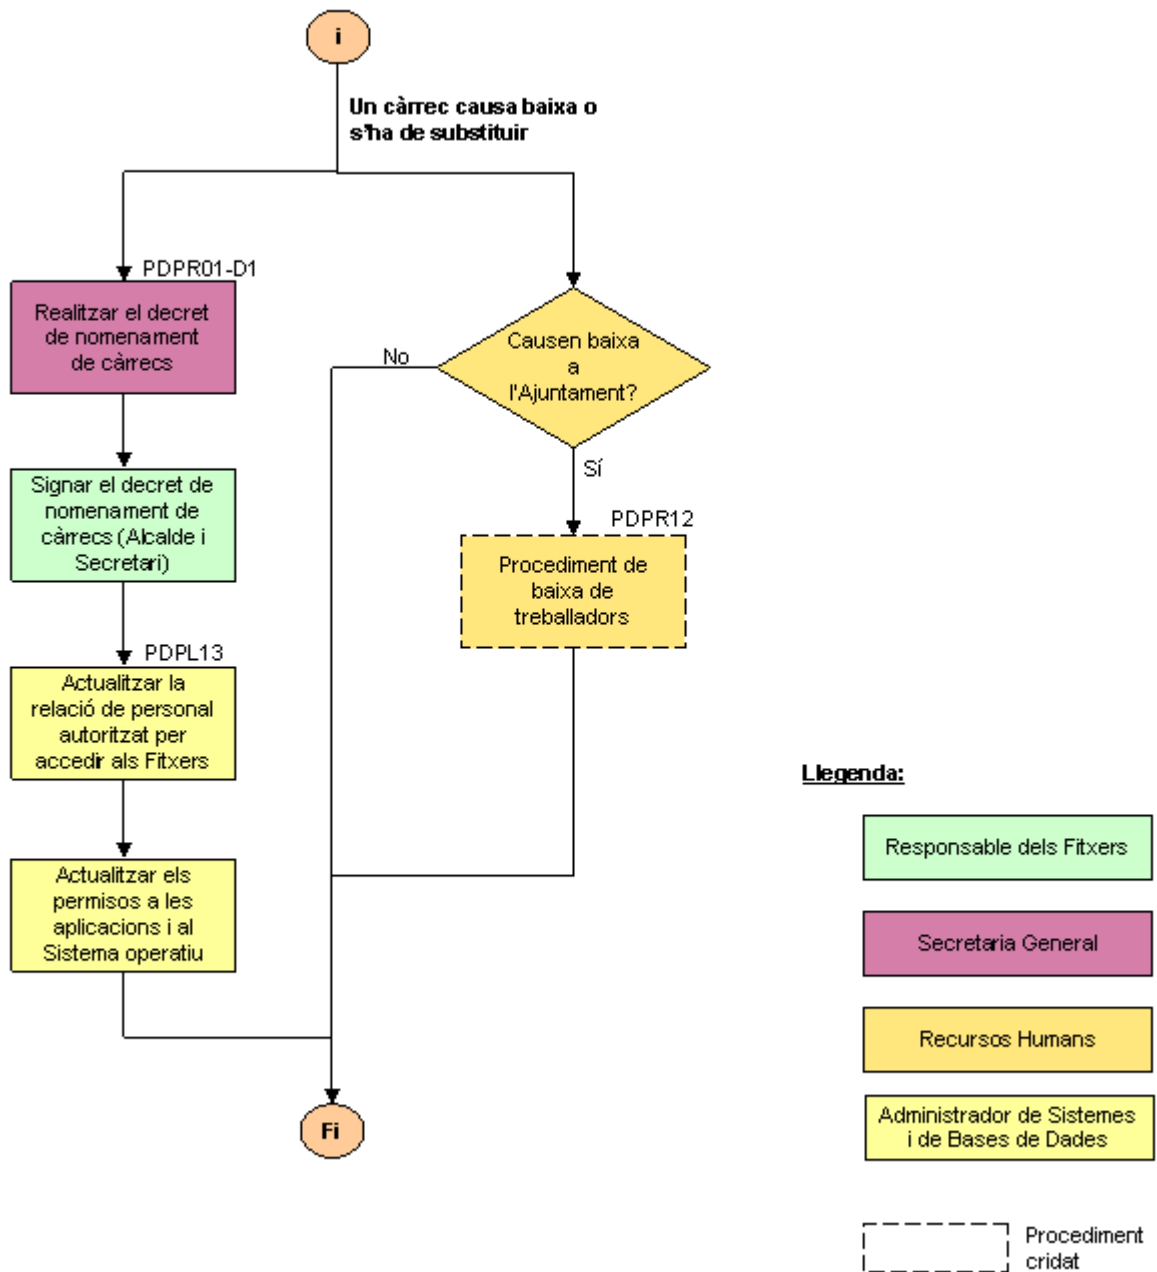 i
Un càrrec causa baixa o
s'ha de substituir
PDPR01-D1
Realitzar el decret
de nomenament
de càrrecs
Causen baixa
a
l'Ajuntament?
No
Sí
Signar el decret de
nomenament de
càrrecs (Alcalde i
Secretari)
PDPR12
Procediment de
baixa de
treballadors
PDPL13
Actualitzar la
relació de personal
autoritzat per
accedir als Fitxers
Actualitzar els
permisos a les
aplicacions i al
Sistema operatiu
Fi
Llegenda:
Responsable dels Fitxers
Secretaria General
Recursos Humans
Administrador de Sistemes
i de Bases de Dades
Procediment
cridat